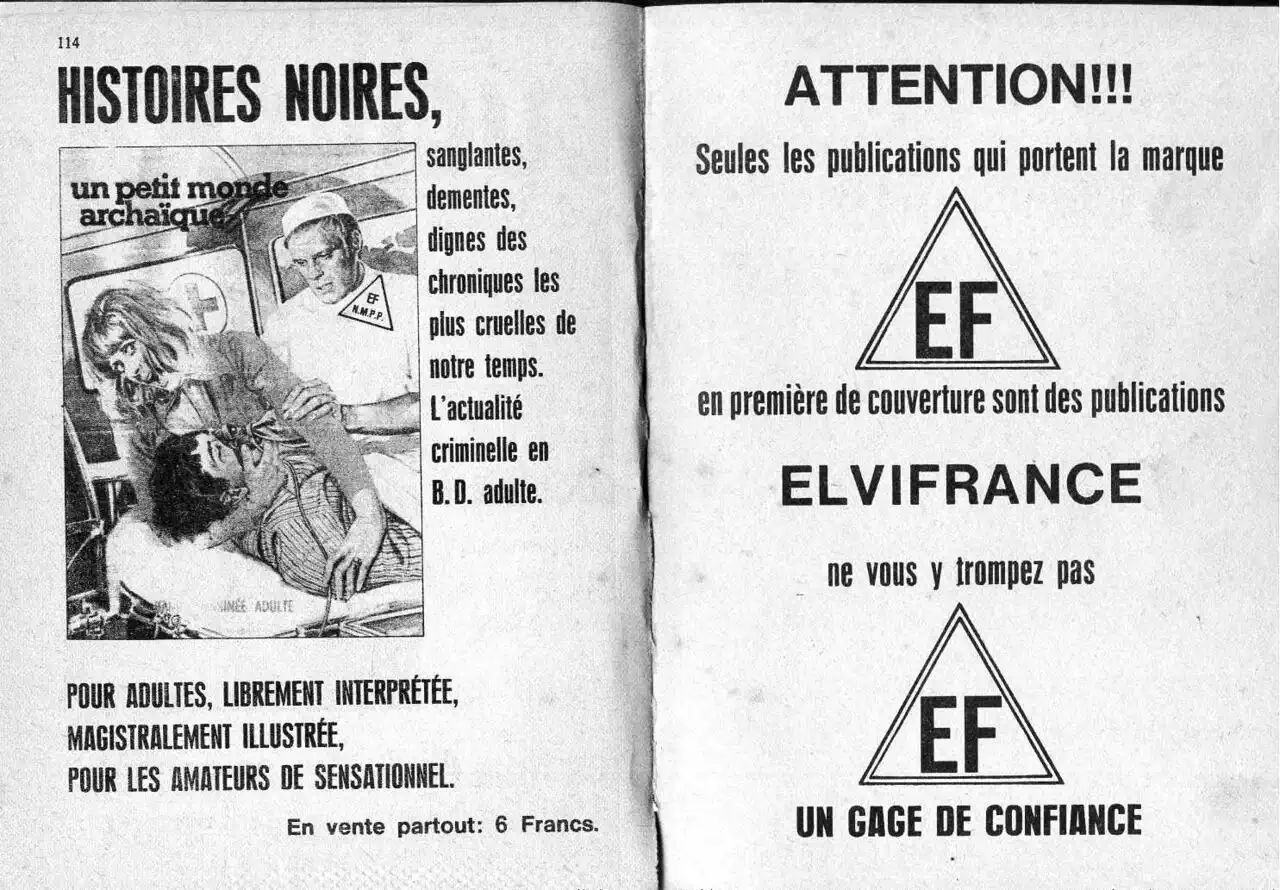 114
HISTOIRES NOIRES,
un petit monde
archaïque
EF
N.M.P.P.
sanglantes,
dementes,
dignes des
chroniques les
plus cruelles de
notre temps.
L'actualité
criminelle en
B.D. adulte.
ADULTE
POUR ADULTES, LIBREMENT INTERPRÉTÉE,
MAGISTRALEMENT ILLUSTRÉE,
POUR LES AMATEURS DE SENSATIONNEL.
En vente partout: 6 Francs.
ATTENTION!!!
Seules les publications qui portent la marque
EF
en première de couverture sont des publications
ELVIFRANCE
ne vous y trompez pas
EF
UN GAGE DE CONFIANCE